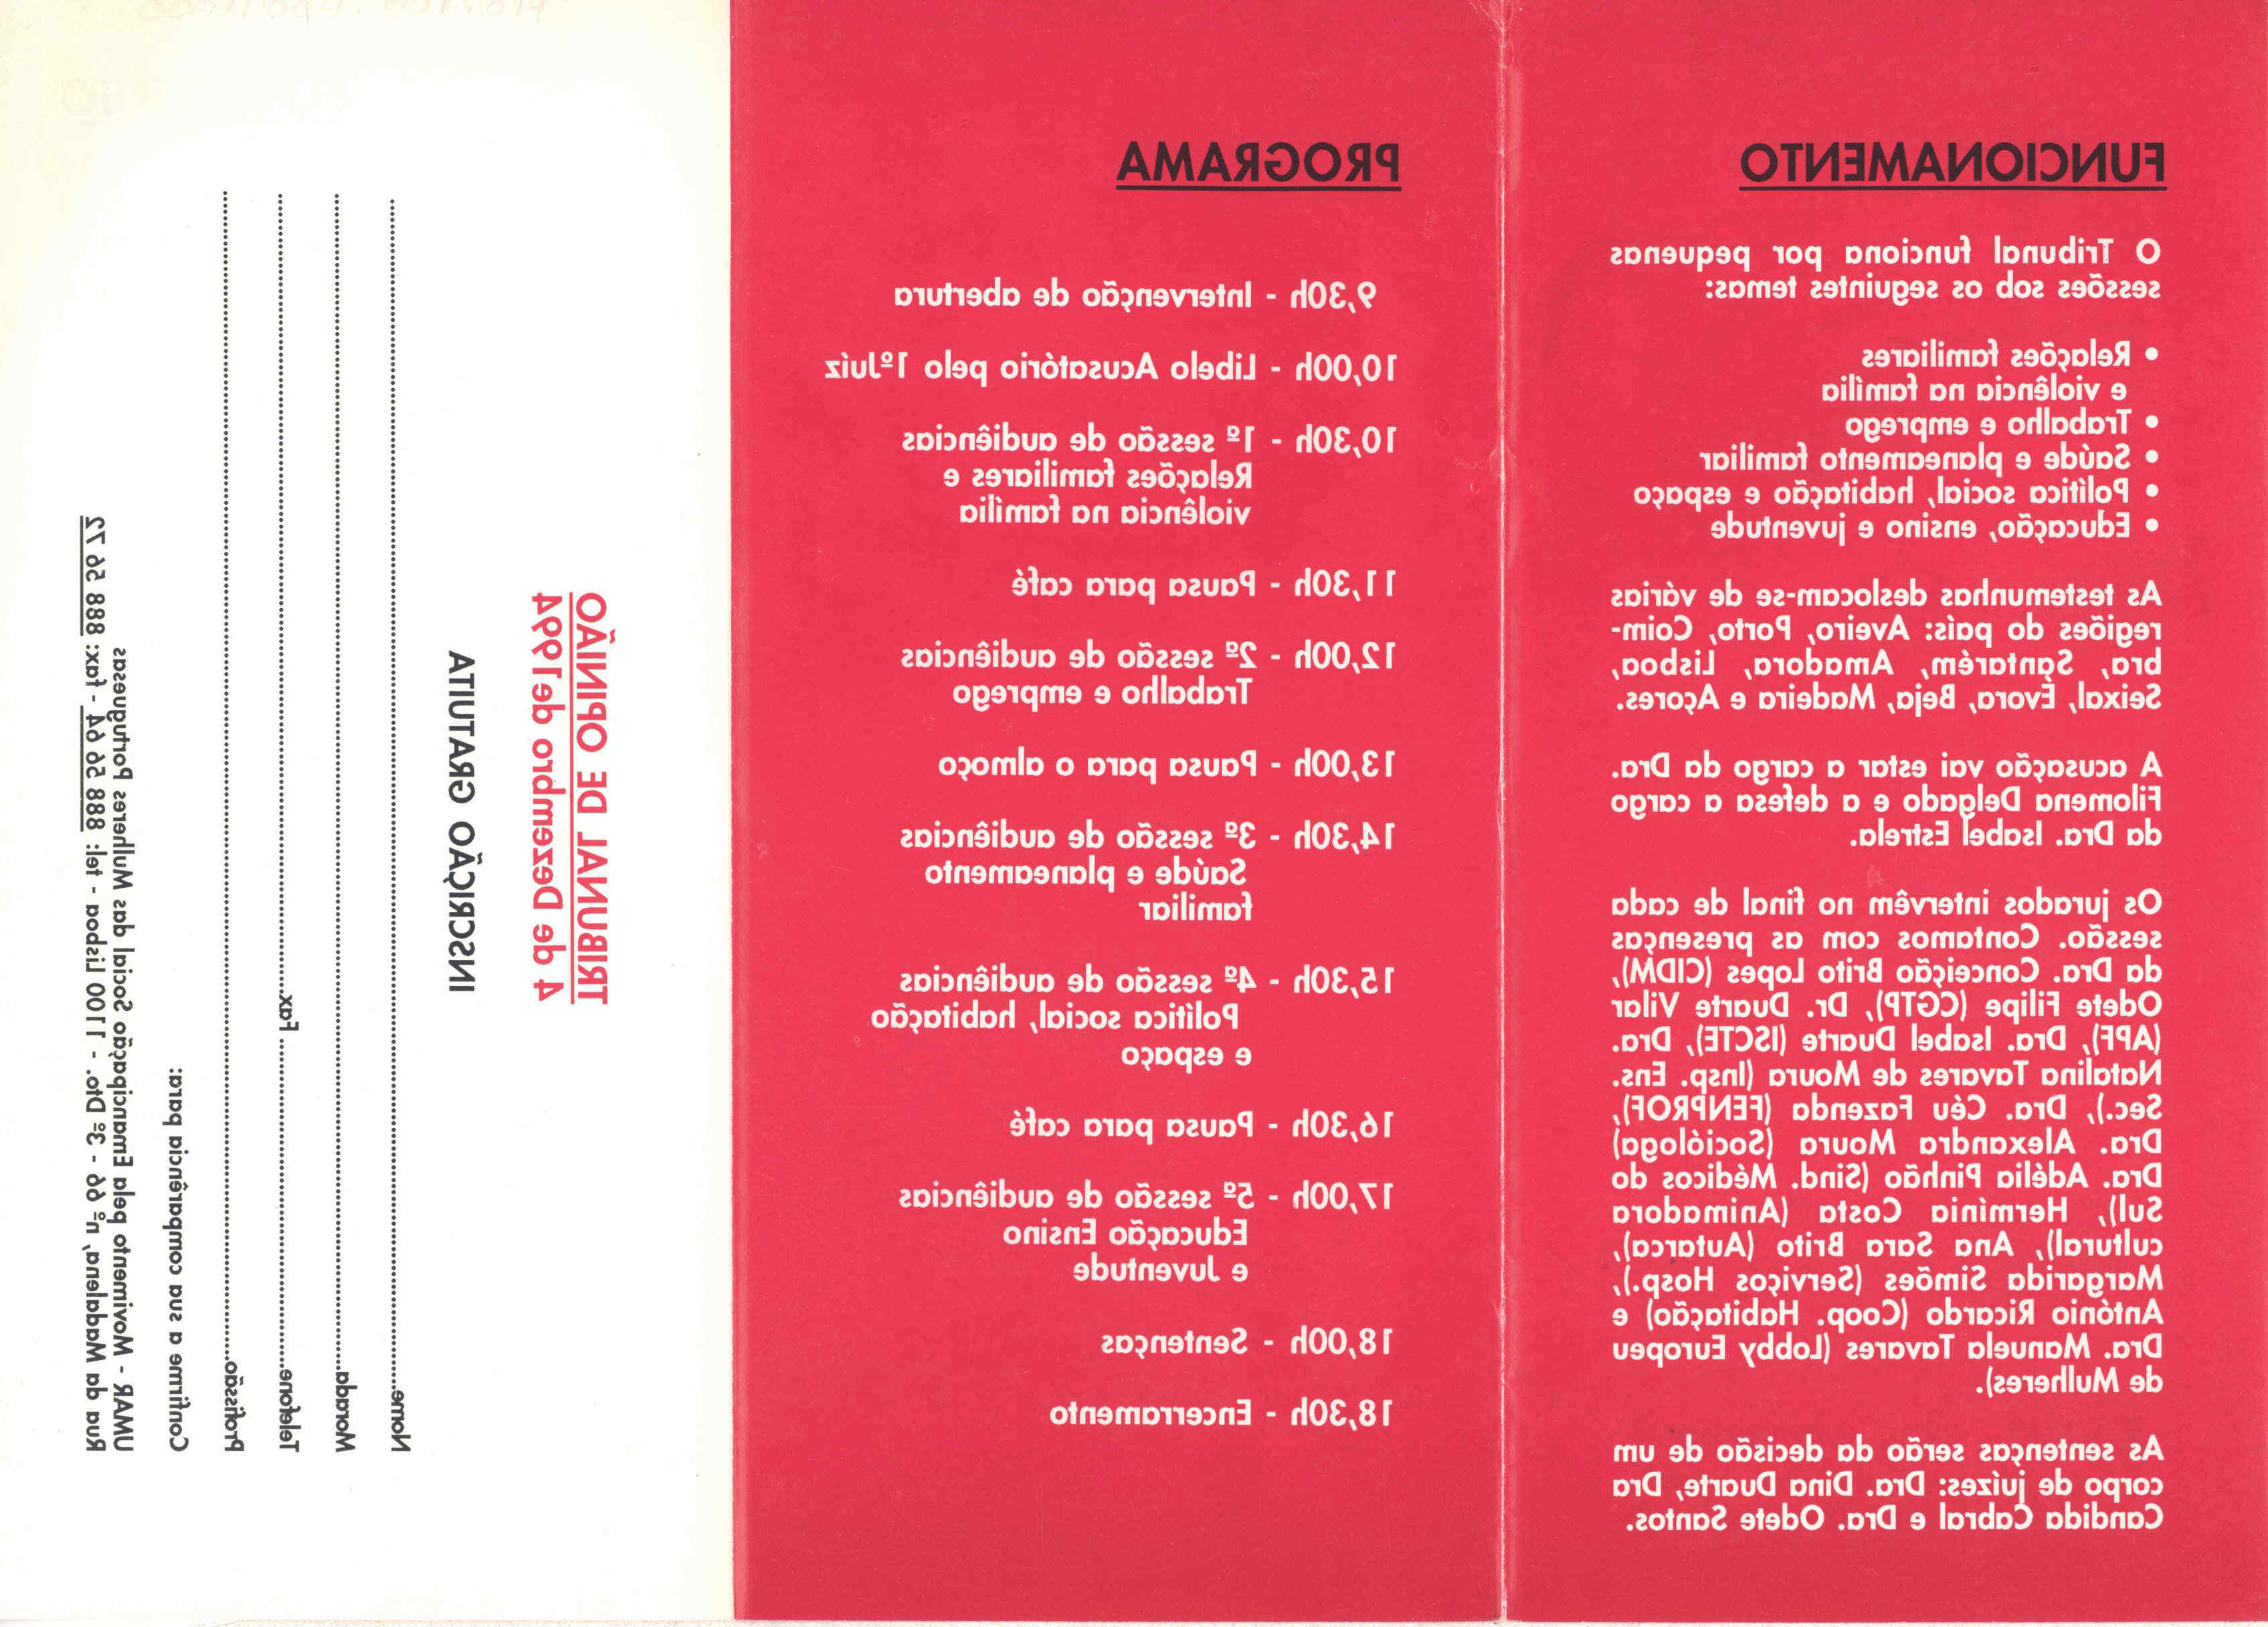 FUNCIONAMENTO
O Tribunal funciona por pequenas
sessões sob os seguintes temas:
• Relações familiares
e violência na família
• Trabalho e emprego
• Saúde e planeamento familiar
• Política social, habitação e espaço
• Educação, ensino e juventude
As testemunhas deslocam-se de várias
regiões do país: Aveiro, Porto, Coim-
bra, Santarém, Amadora, Lisboa,
Seixal, Évora, Beja, Madeira e Açores.
A acusação vai estar a cargo da Dra.
Filomena Delgado e a defesa a cargo
da Dra. Isabel Estrela.
Os jurados intervêm no final de cada
sessão. Contamos com as presenças
da Dra. Conceição Brito Lopes (CIDM),
Odete Filipe (CGTP), Dr. Duarte Vilar
(APF), Dra. Isabel Duarte (ISCTE), Dra.
Natalina Tavares de Moura (Insp. Ens.
Sec.), Dra. Céu Fazenda (FENPROF),
Dra. Alexandra Moura (Socióloga)
Dra. Adélia Pinhão (Sind. Médicos do
Sul), Hermínia Costa (Animadora
cultural), Ana Sara Brito (Autarca),
Margarida Simões (Serviços Hosp.),
António Ricardo (Coop. Habitação) e
Dra. Manuela Tavares (Lobby Europeu
de Mulheres).
As sentenças serão da decisão de um
corpo de juízes: Dra. Dina Duarte, Dra
Candida Cabral e Dra. Odete Santos.
PROGRAMA
9,30h - Intervenção de abertura
10,00h - Libelo Acusatório pelo 1ºJuíz
10,30h - 1ª sessão de audiências
Relações familiares e
violência na família
11,30h - Pausa para café
12,00h - 2ª sessão de audiências
Trabalho e emprego
13,00h - Pausa para o almoço
14,30h - 3ª sessão de audiências
Saúde e planeamento
familiar
15,30h - 4ª sessão de audiências
Política social, habitação
e espaço
16,30h - Pausa para café
17,00h - 5ª sessão de audiências
Educação Ensino
e Juventude
18,00h - Sentenças
18,30h - Encerramento
TRIBUNAL DE OPINIÃO
4 de Dezembro de1994
INSCRIÇÃO GRATUITA
Nome
Morada
Telefone Fax
Profissão
Confirme a sua comparência para:
UMAR - Movimento pela Emancipação Social das Mulheres Portuguesas
Rua da Madalena, nº 66 - 3º Dto. - 1100 Lisboa - tel: 888 56 64 - fax: 888 56 27